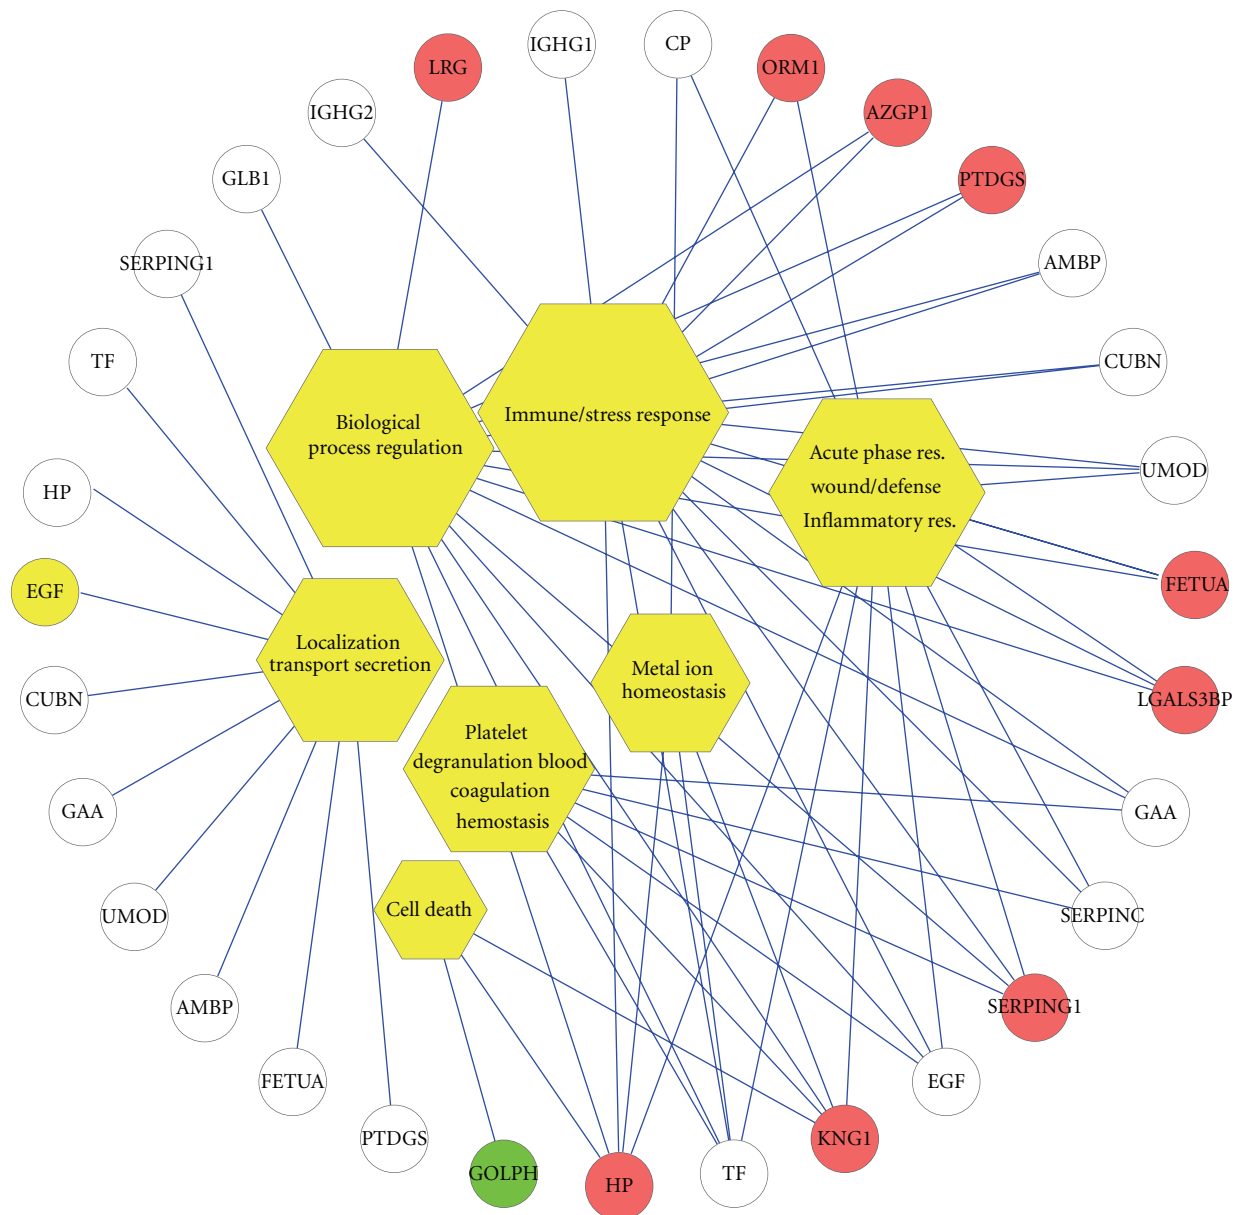 IGHG1
CP
LRG
ORM1
IGHG2
AZGP1
GLB1
PTDGS
SERPING1
AMBP
TF
CUBN
Biological
process regulation
Immune/stress response
Acute phase res.
wound/defense
Inflammatory res.
UMOD
HP
EGF
FETUA
Localization
transport secretion
Metal ion
homeostasis
CUBN
LGALS3BP
Platelet
degranulation blood
coagulation
hemostasis
GAA
GAA
Cell death
UMOD
SERPINC
AMBP
SERPING1
FETUA
EGF
PTDGS
KNG1
GOLPH
HP
TF